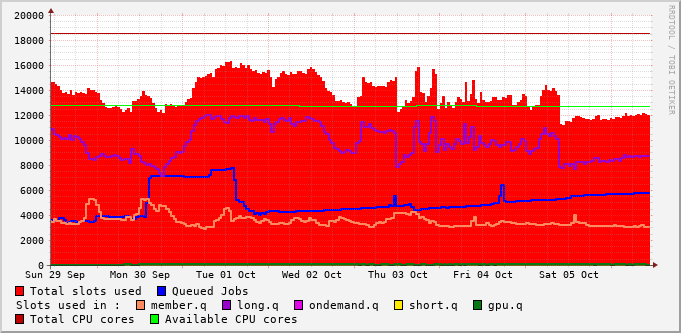 RRDTOOL / TOBI OETIKER
20000
18000
16000
14000
12000
10000
8000
6000
4000
2000
0
Sun 29 Sep Mon 30 Sep Tue 01 Oct Wed 02 Oct Thu 03 Oct Fri 04 Oct Sat 05 Oct
Total slots used Queued Jobs
Slots used in : member.q long.q ondemand.q short.q gpu.q
Total CPU cores Available CPU cores